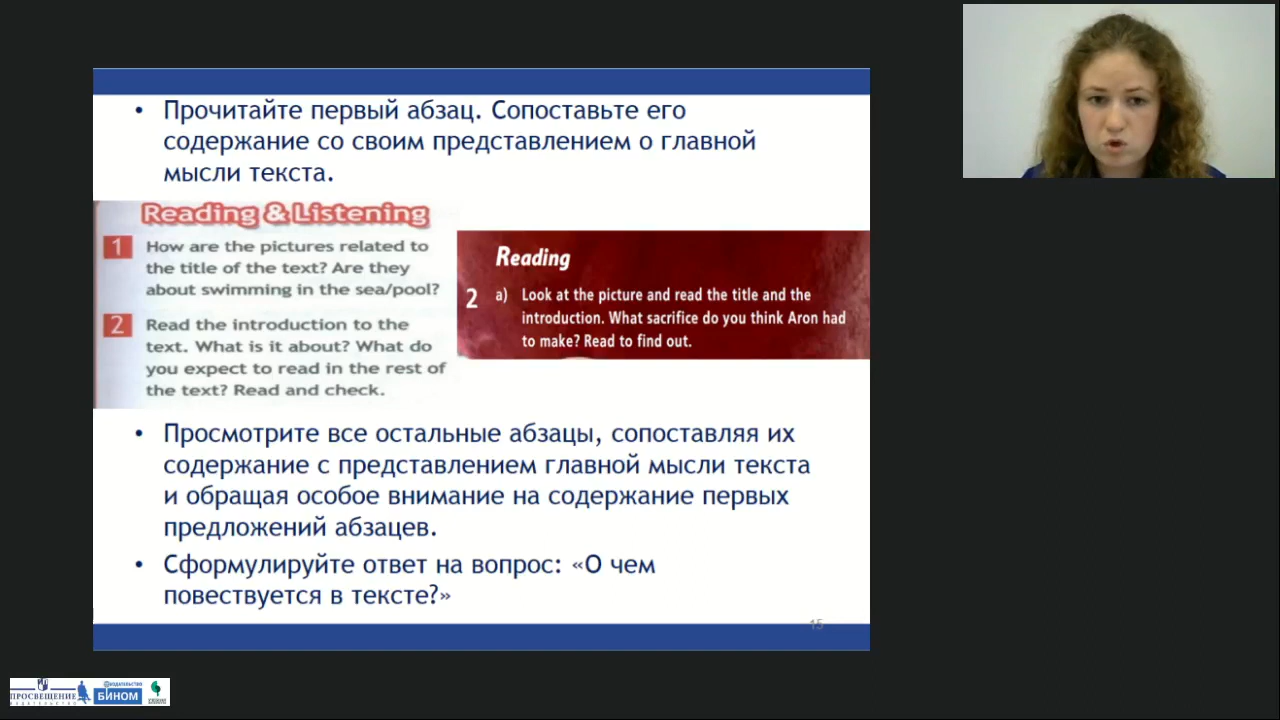 • Прочитайте первый абзац. Сопоставьте его
содержание со своим представлением о главной
мысли текста.
Reading & Listening
1 How are the pictures related to
the title of the text? Are they
about swimming in the sea/pool?
2 Read the introduction to the
text. What is it about? What do
you expect to read in the rest of
the text? Read and check.
Reading
2 a) Look at the picture and read the title and the
introduction. What sacrifice do you think Aron had
to make? Read to find out.
• Просмотрите все остальные абзацы, сопоставляя их
содержание с представлением главной мысли текста
и обращая особое внимание на содержание первых
предложений абзацев.
• Сформулируйте ответ на вопрос: «О чем
повествуется в тексте?»
15
ПРОСВЕЩЕНИЕ
ИЗДАТЕЛЬСТВО
ИЗДАТЕЛЬСТВО
БИНОМ